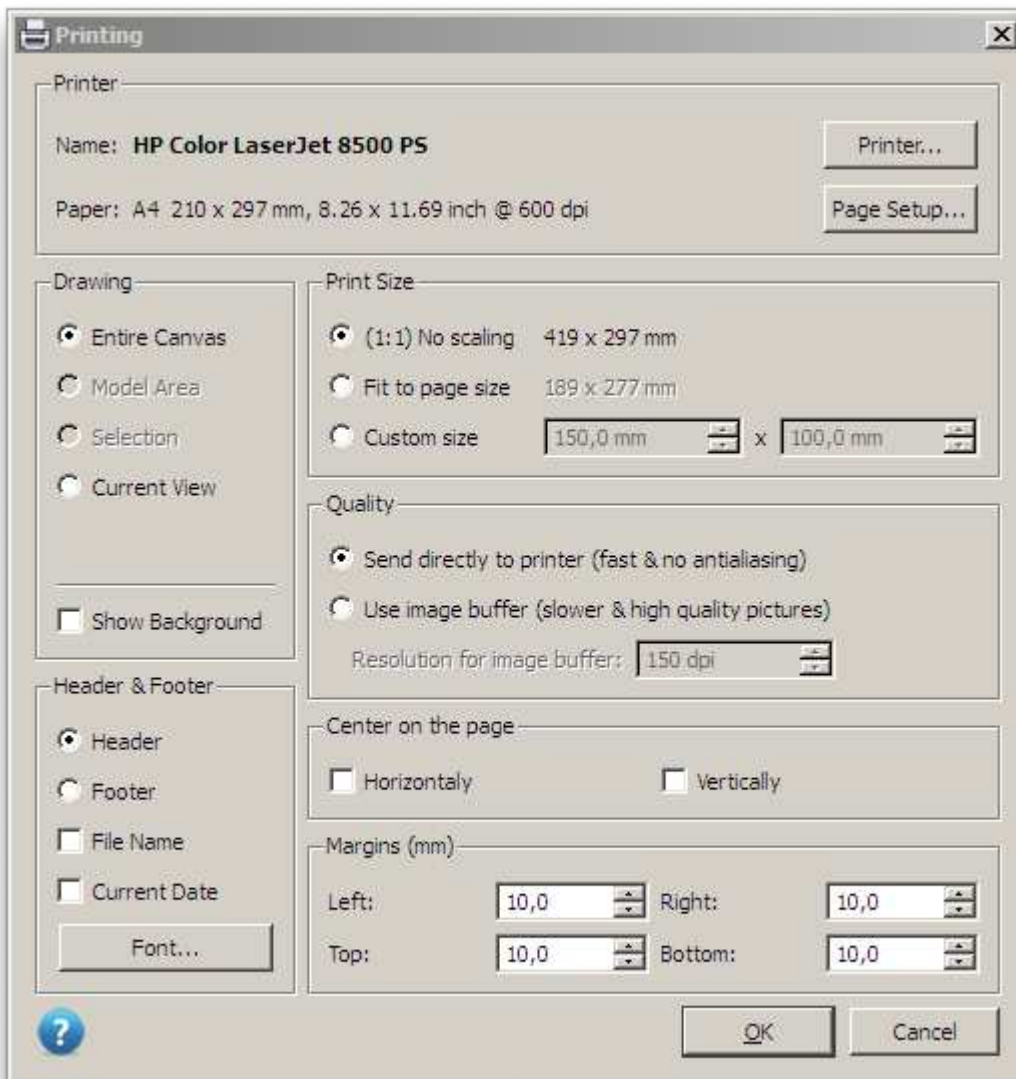 Printing
Printer
Name: HP Color LaserJet 8500 PS
Printer...
Paper: A4 210 x 297 mm, 8.26 x 11.69 inch @ 600 dpi
Page Setup...
Drawing
Entire Canvas
Model Area
Selection
Current View
Show Background
Print Size
(1:1) No scaling 419 x 297 mm
Fit to page size 189 x 277 mm
Custom size 150,0 mm x 100,0 mm
Quality
Send directly to printer (fast & no antialiasing)
Use image buffer (slower & high quality pictures)
Resolution for image buffer: 150 dpi
Header & Footer
Header
Footer
File Name
Current Date
Font...
Center on the page
Horizontaly Vertically
Margins (mm)
Left: 10,0 Right: 10,0
Top: 10,0 Bottom: 10,0
?
OK Cancel